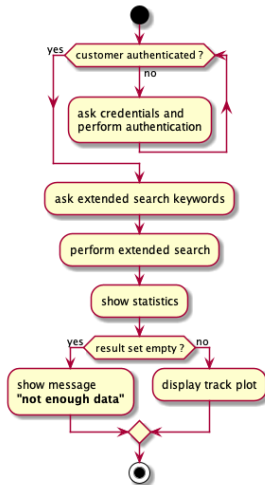 customer authenticated ?
yes
no
ask credentials and
perform authentication
ask extended search keywords
perform extended search
show statistics
result set empty ?
yes
no
show message
"not enough data"
display track plot